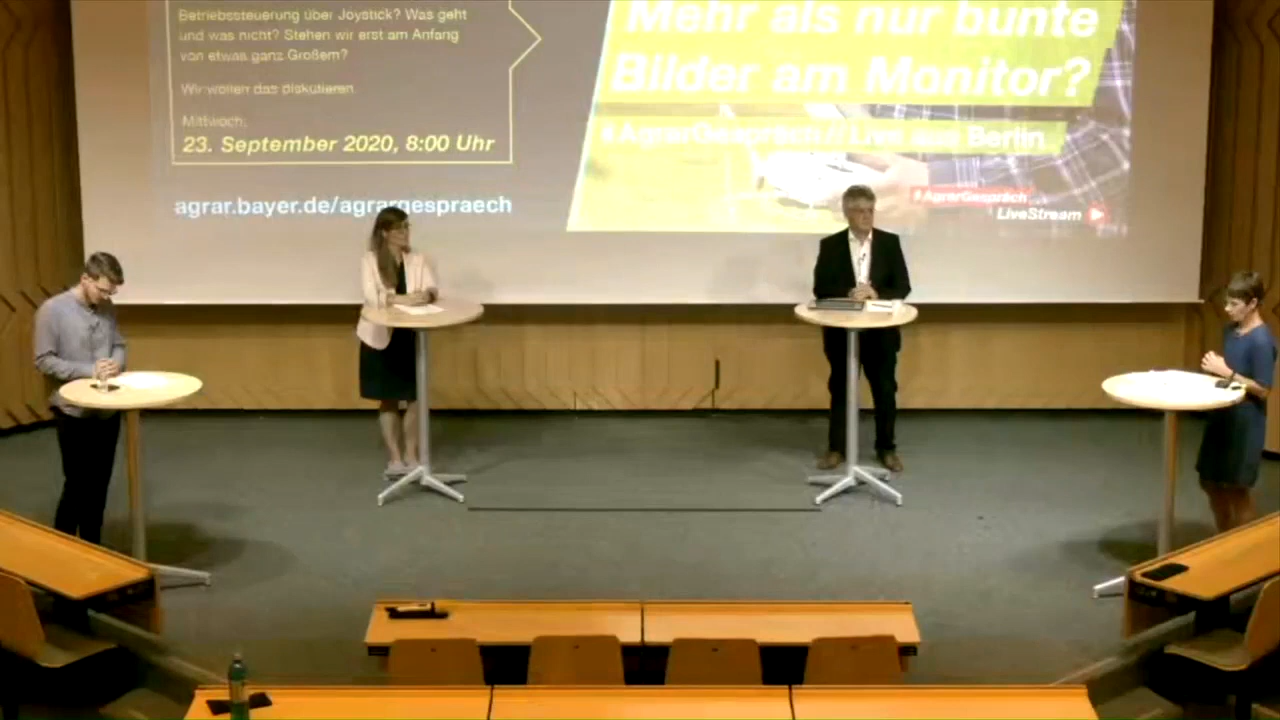 Betriebssteuerung über Joystick? Was geht
und was nicht? Stehen wir erst am Anfang
von etwas ganz Großem?
Wir wollen das diskutieren.
Mittwoch:
23. September 2020, 8:00 Uhr
agrar.bayer.de/agrargespraech
Mehr als nur bunte
Bilder am Monitor?
#AgrarGespräch // Live aus Berlin
#AgrarGespräch
LiveStream